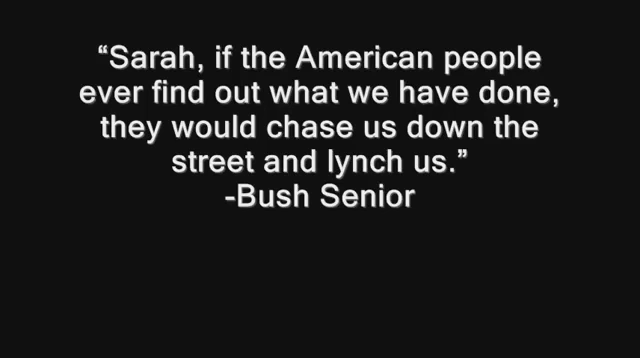 “Sarah, if the American people
ever find out what we have done,
they would chase us down the
street and lynch us.”
-Bush Senior